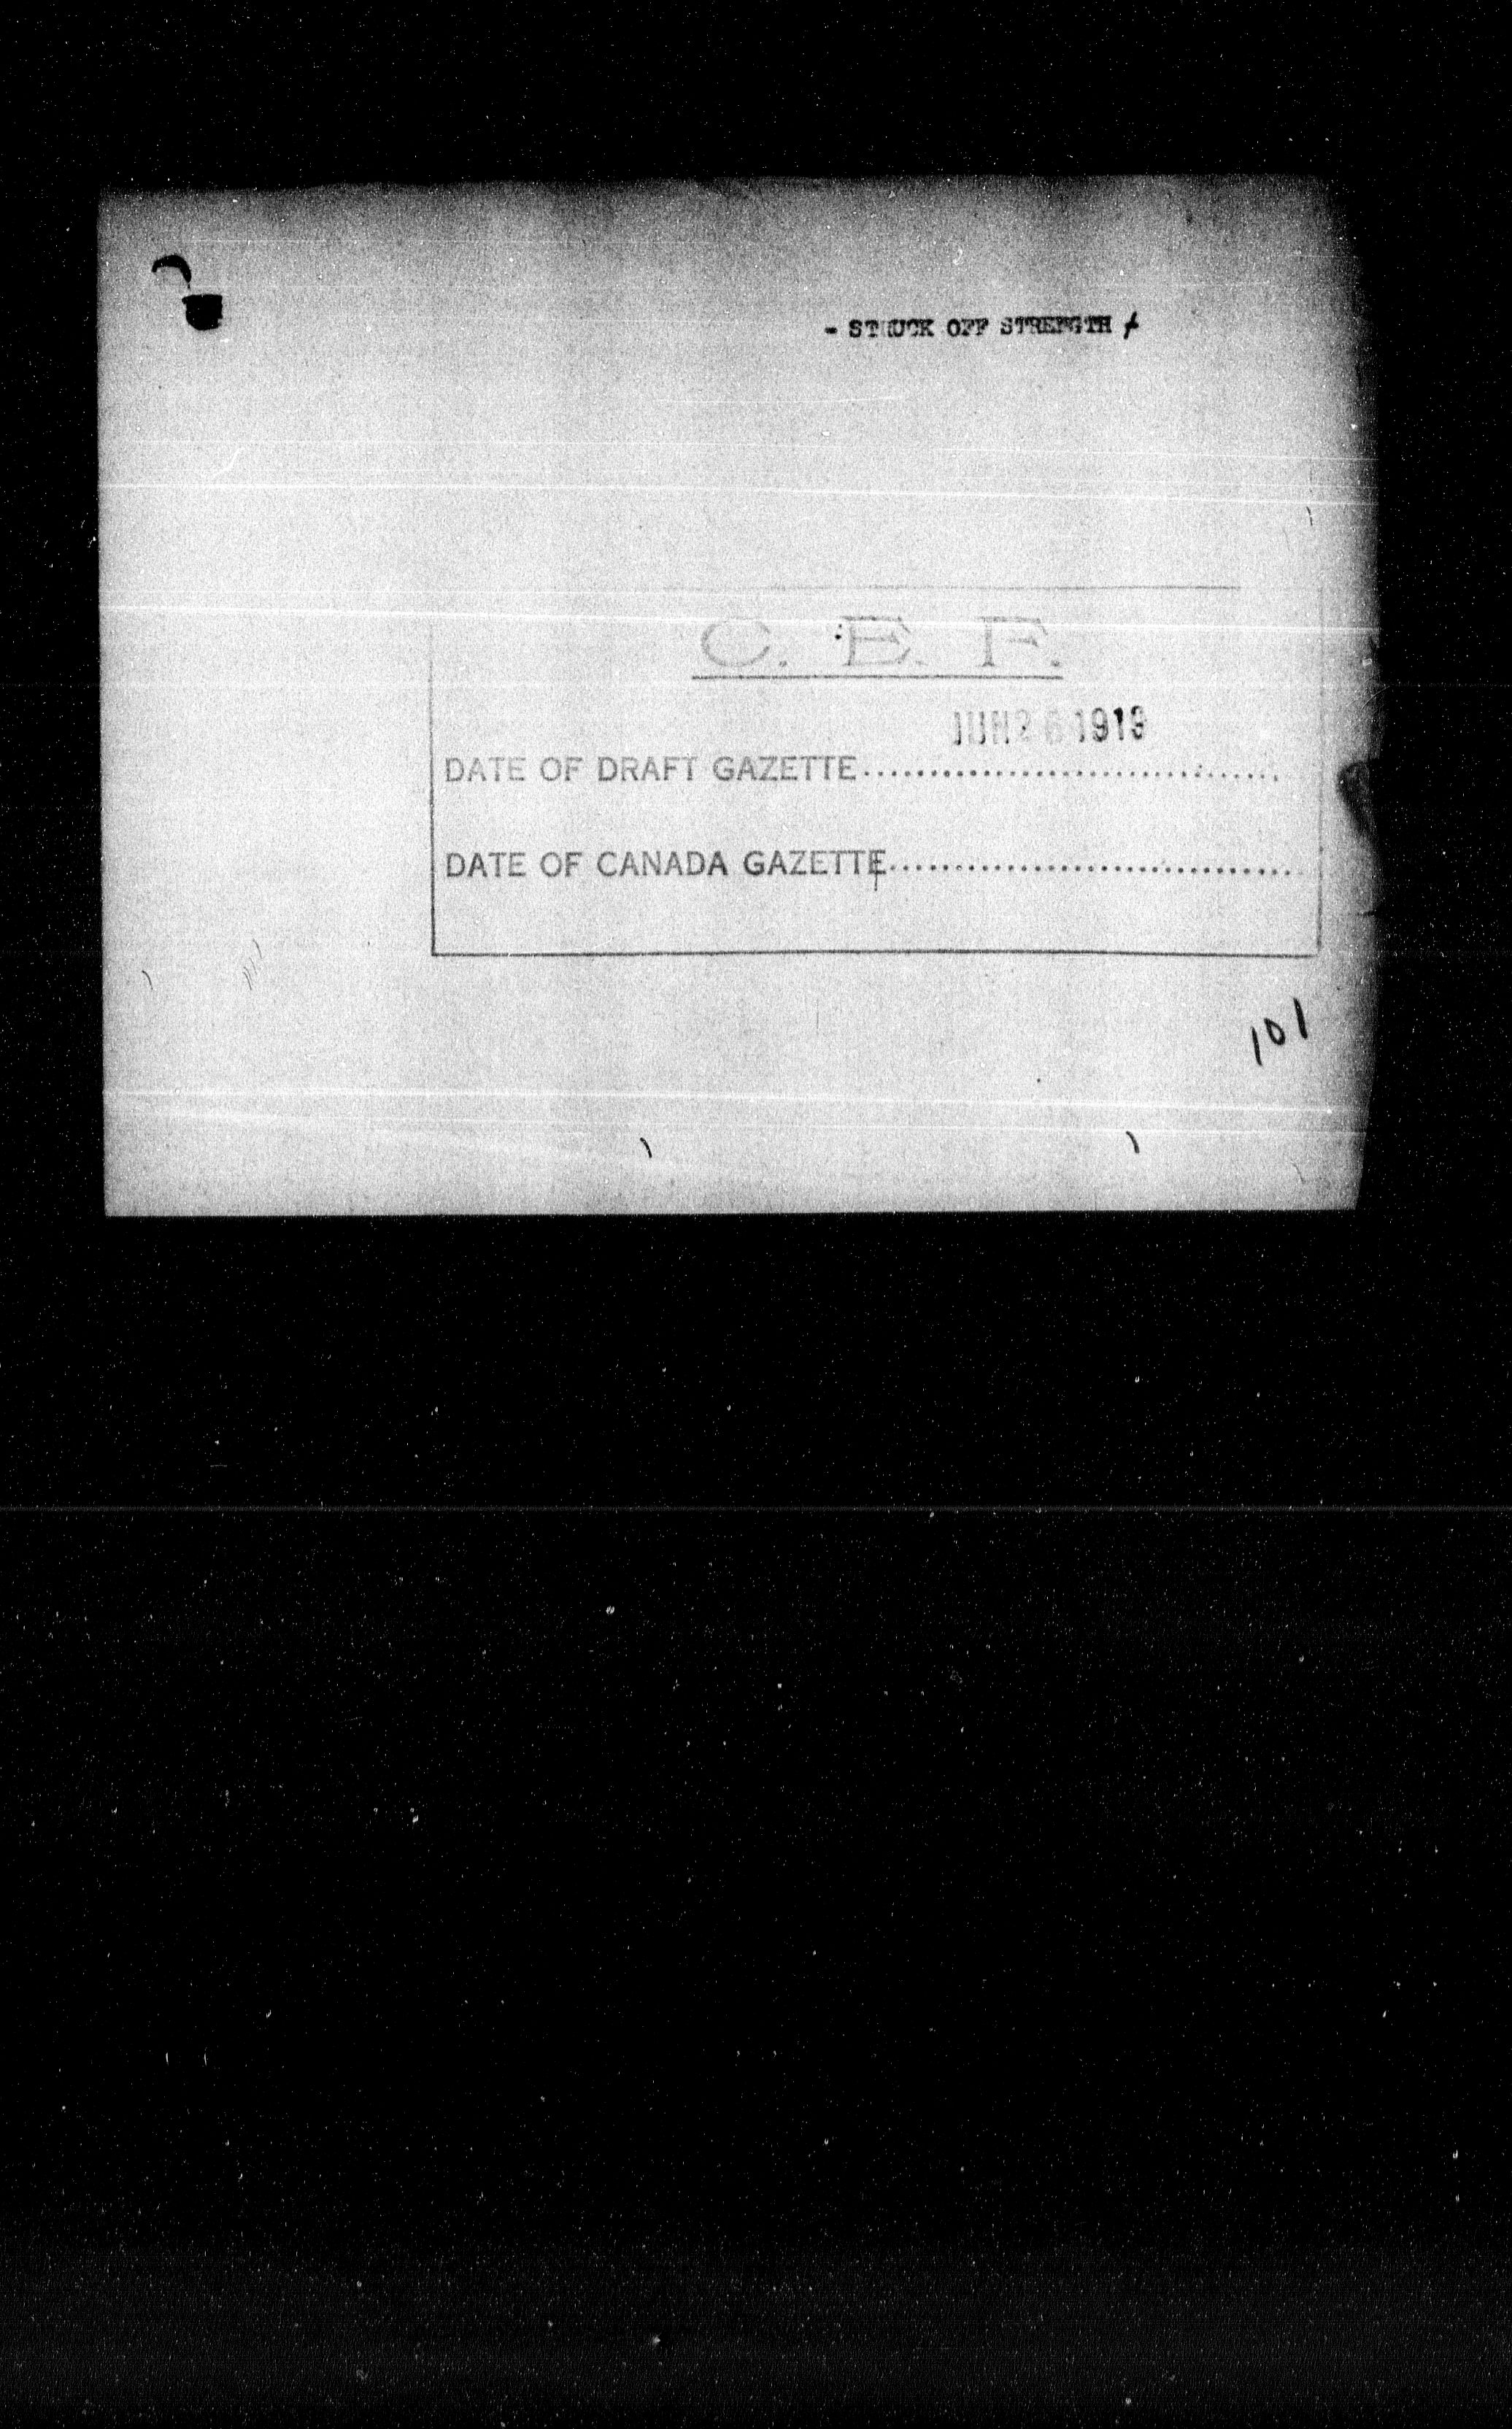 - STRUCK OFF STRENGTH
C. E. F.
JUN 26 1919
DATE OF DRAFT GAZETTE
DATE OF CANADA GAZETTE
101